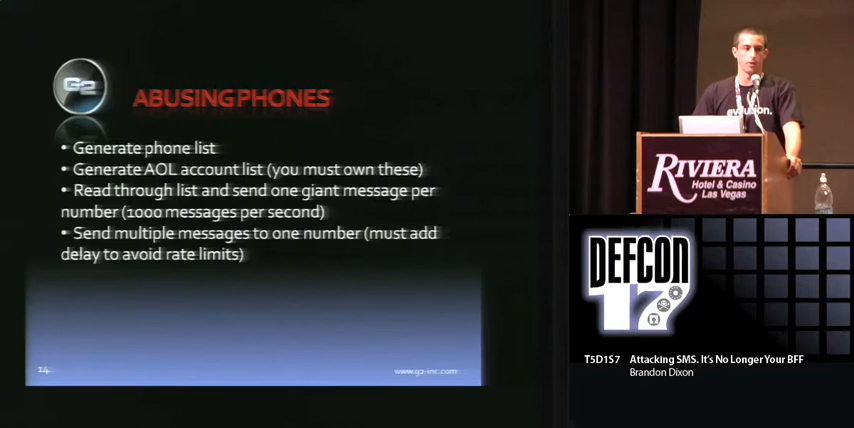 G2
ABUSING PHONES
• Generate phone list
• Generate AOL account list (you must own these)
• Read through list and send one giant message per
number (1000 messages per second)
• Send multiple messages to one number (must add
delay to avoid rate limits)
14
www.g2-inc.com
evolution.
RIVIERA
Hotel & Casino
Las Vegas
DEFCON
17
T5D1S7 Attacking SMS. It's No Longer Your BFF
Brandon Dixon